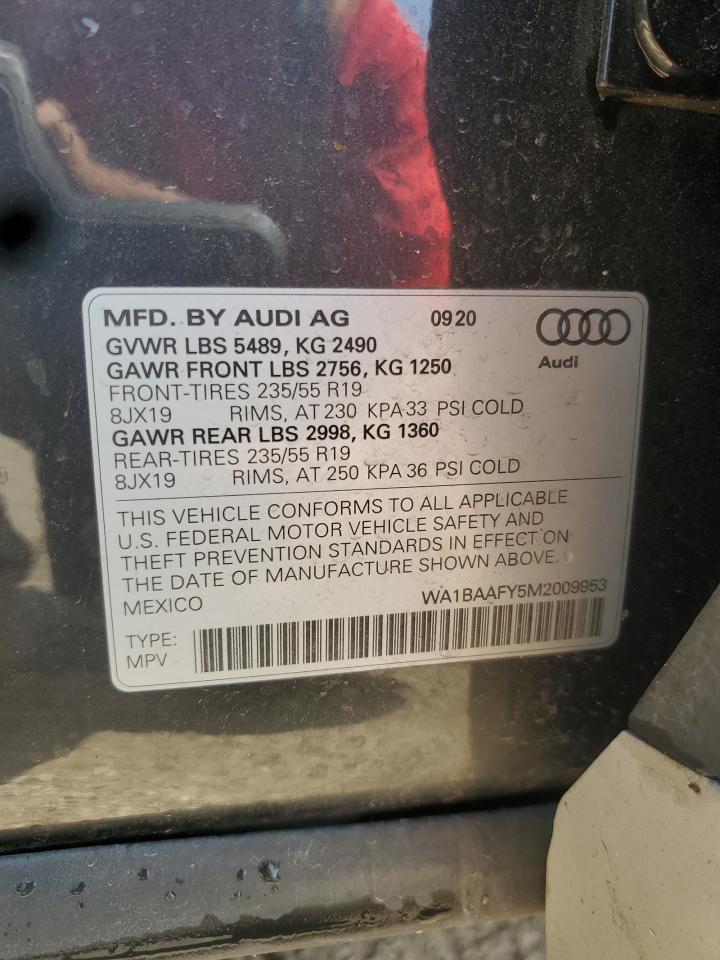 MFD. BY AUDI AG 0920
GVWR LBS 5489, KG 2490
Audi
GAWR FRONT LBS 2756, KG 1250
FRONT-TIRES 235/55 R19
8JX19 RIMS, AT 230 KPA 33 PSI COLD
GAWR REAR LBS 2998, KG 1360
REAR-TIRES 235/55 R19
8JX19 RIMS, AT 250 KPA 36 PSI COLD
THIS VEHICLE CONFORMS TO ALL APPLICABLE
U.S. FEDERAL MOTOR VEHICLE SAFETY AND
THEFT PREVENTION STANDARDS IN EFFECT ON
THE DATE OF MANUFACTURE SHOWN ABOVE.
MEXICO WA1BAAFY5M2009953
TYPE:
MPV